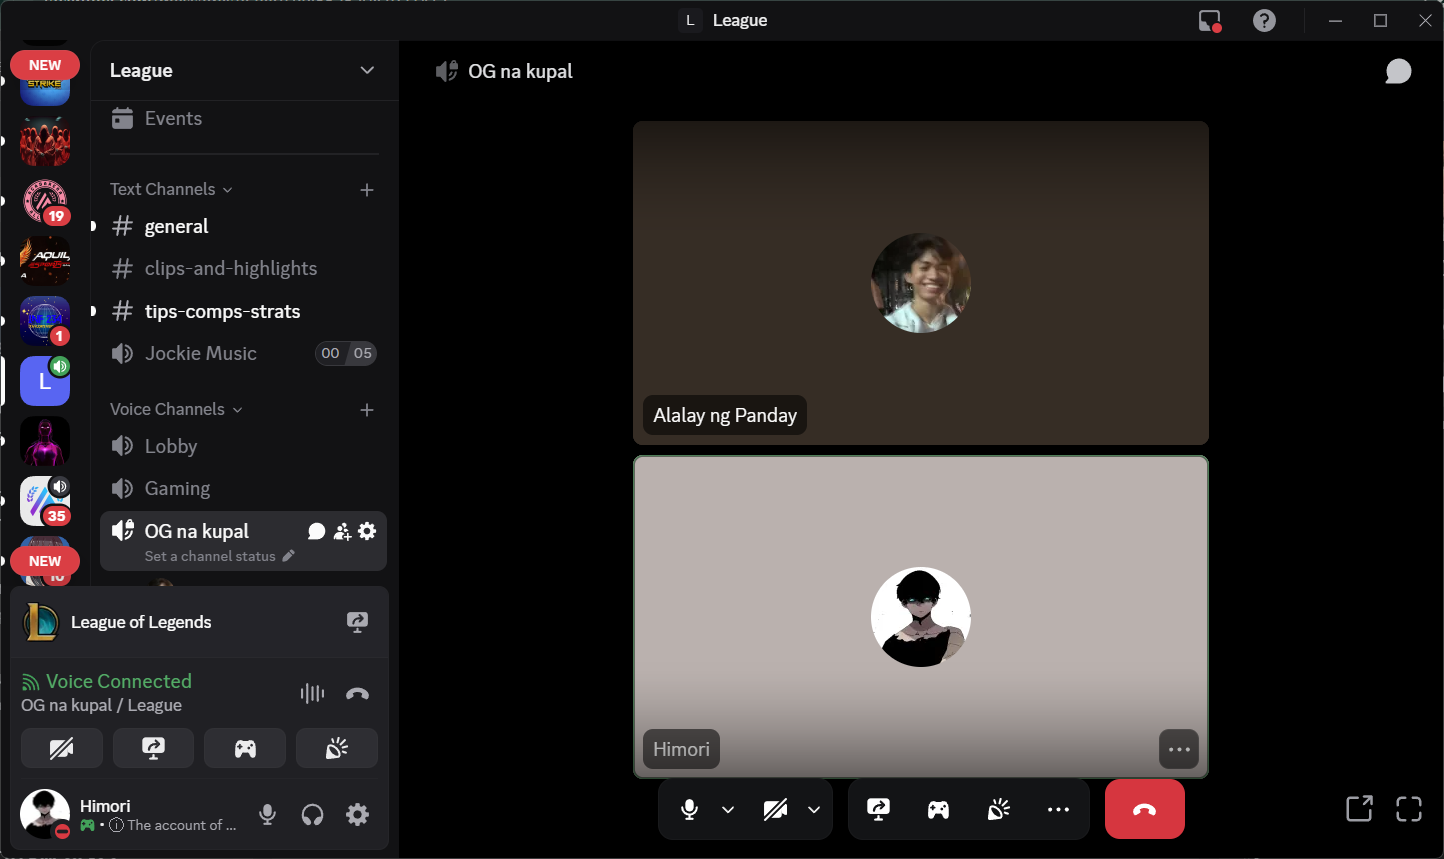 L League
NEW
STRIKE
19
AQUIL
1
L
35
NEW
10
League
Events
Text Channels
general
clips-and-highlights
tips-comps-strats
Jockie Music 00 05
Voice Channels
Lobby
Gaming
OG na kupal
Set a channel status
League of Legends
Voice Connected
OG na kupal / League
Himori
The account of ...
OG na kupal
Alalay ng Panday
Himori